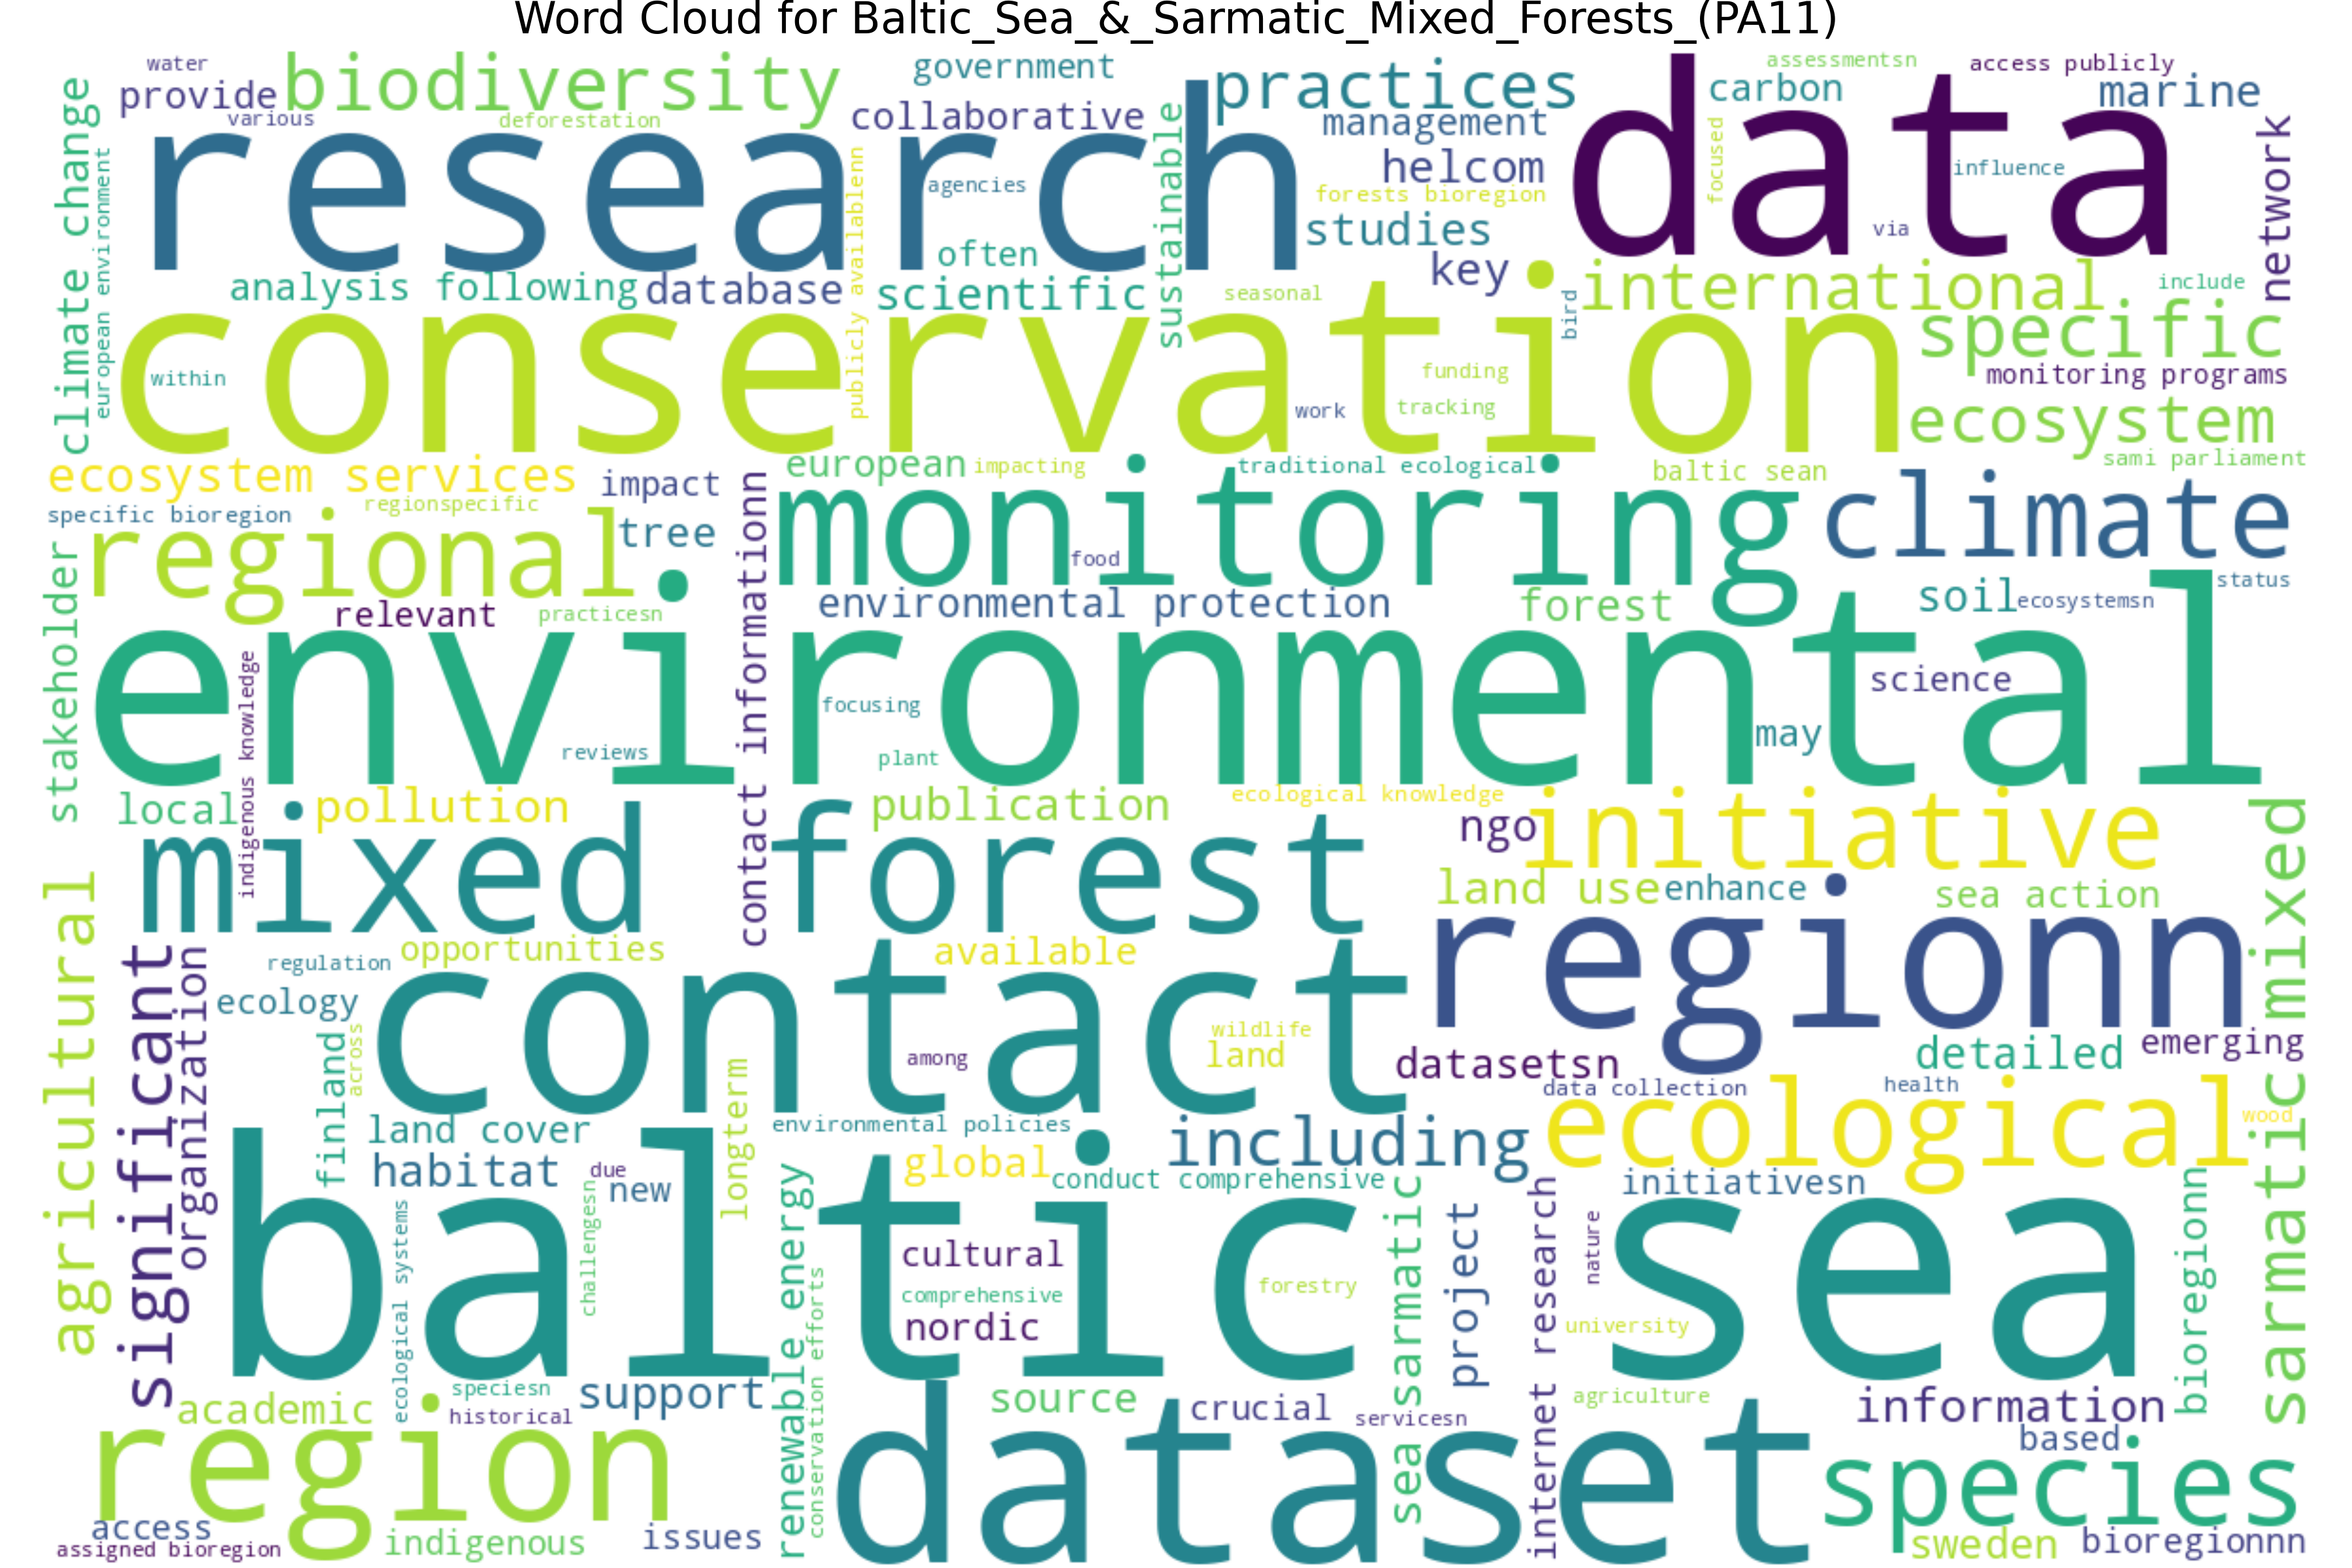 Word Cloud for Baltic_Sea_&_Sarmatic_Mixed_Forests_(PA11)
water
provide
biodiversity
various
deforestation
government
collaborative
practices
management
helcom
forests bioregion
studies
assessmentsn
access publicly
carbon
marine
climate change
european environment
research
agencies
often
publicly availablenn
sustainable
data
focused
influence
via
network
analysis following
database
scientific
seasonal
key
bird
international
include
conservation
within
work
funding
tracking
specific
monitoring programs
ecosystem
sami parliament
ecosystem services
impact
european
impacting
traditional ecological
baltic sean
specific bioregion
regionspecific
tree
regional
contact informationn
monitoring
food
climate
stakeholder
relevant
practicesn
environmental protection
forest
soil
ecosystemsn
status
environmental
indigenous knowledge
focusing
reviews
plant
science
may
local
pollution
publication
ecological knowledge
ngo
initiative
mixed forest
land use
enhance
sea action
sarmatic mixed
agricultural
significant
organization
regulation
opportunities
available
regionn
ecology
finland
across
contact
among
wildlife
land
datasetsn
detailed
emerging
data collection
health
land cover
longterm
environmental policies
including
ecological
wood
habitat
due
new
global
conduct comprehensive
initiativesn
baltic sea
ecological systems
challengesn
renewable energy
conservation efforts
cultural
comprehensive
nordic
forestry
sea sarmatic
project
internet research
nature
university
bioregionn
academic
speciesn
historical
support
source
crucial
servicesn
agriculture
information
based
region
dataset
species
access
assigned bioregion
indigenous
issues
sweden
bioregionnn